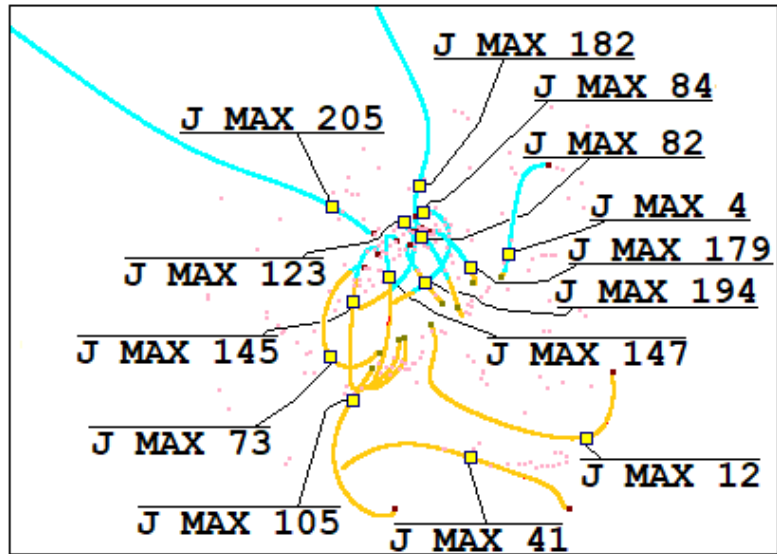 J MAX 182
J MAX 84
J MAX 205
J MAX 82
J MAX 4
J MAX 179
J MAX 123
J MAX 194
J MAX 145
J MAX 147
J MAX 73
J MAX 12
J MAX 105
J MAX 41